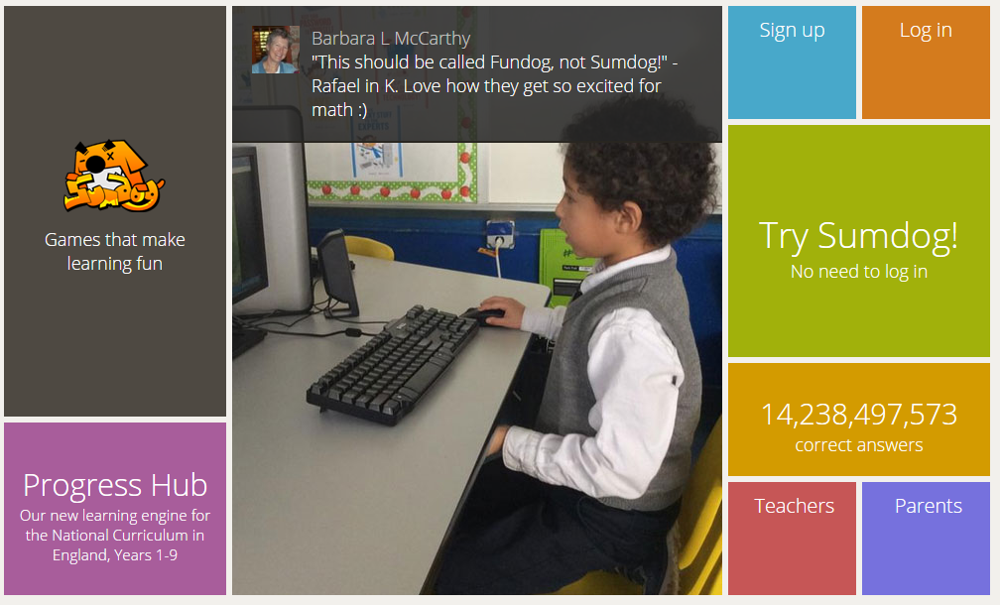 Sumdog
Games that make
learning fun
Progress Hub
Our new learning engine for
the National Curriculum in
England, Years 1-9
Barbara L McCarthy
"This should be called Fundog, not Sumdog!" -
Rafael in K. Love how they get so excited for
math :)
Sign up
Log in
Try Sumdog!
No need to log in
14,238,497,573
correct answers
Teachers
Parents